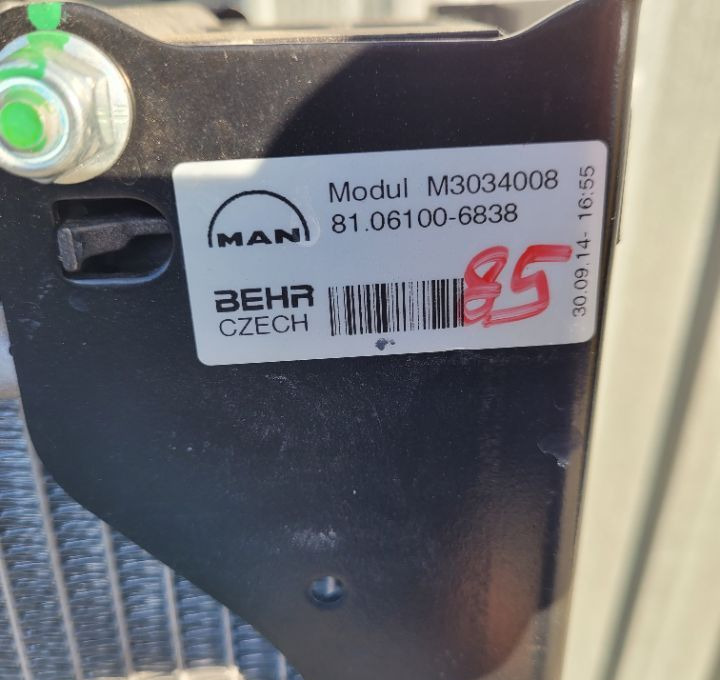 MAN
Modul M3034008
81.06100-6838
BEHR
CZECH
85
30.09.14- 16:55